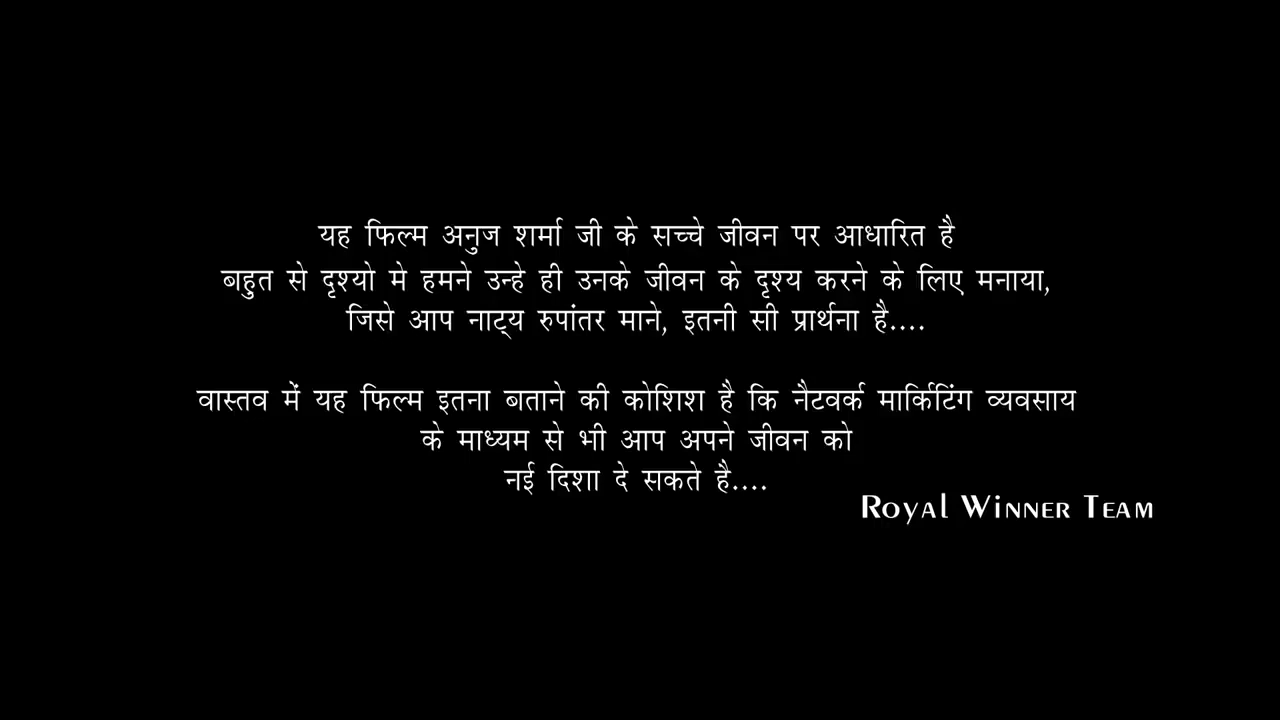 यह फिल्म अनुज शर्मा जी के सच्चे जीवन पर आधारित है
बहुत से दृश्यो मे हमने उन्हे ही उनके जीवन के दृश्य करने के लिए मनाया,
जिसे आप नाट्य रुपांतर माने, इतनी सी प्रार्थना है....
वास्तव में यह फिल्म इतना बताने की कोशिश है कि नैटवर्क मार्किटिंग व्यवसाय
के माध्यम से भी आप अपने जीवन को
नई दिशा दे सकते है....
Royal Winner Team